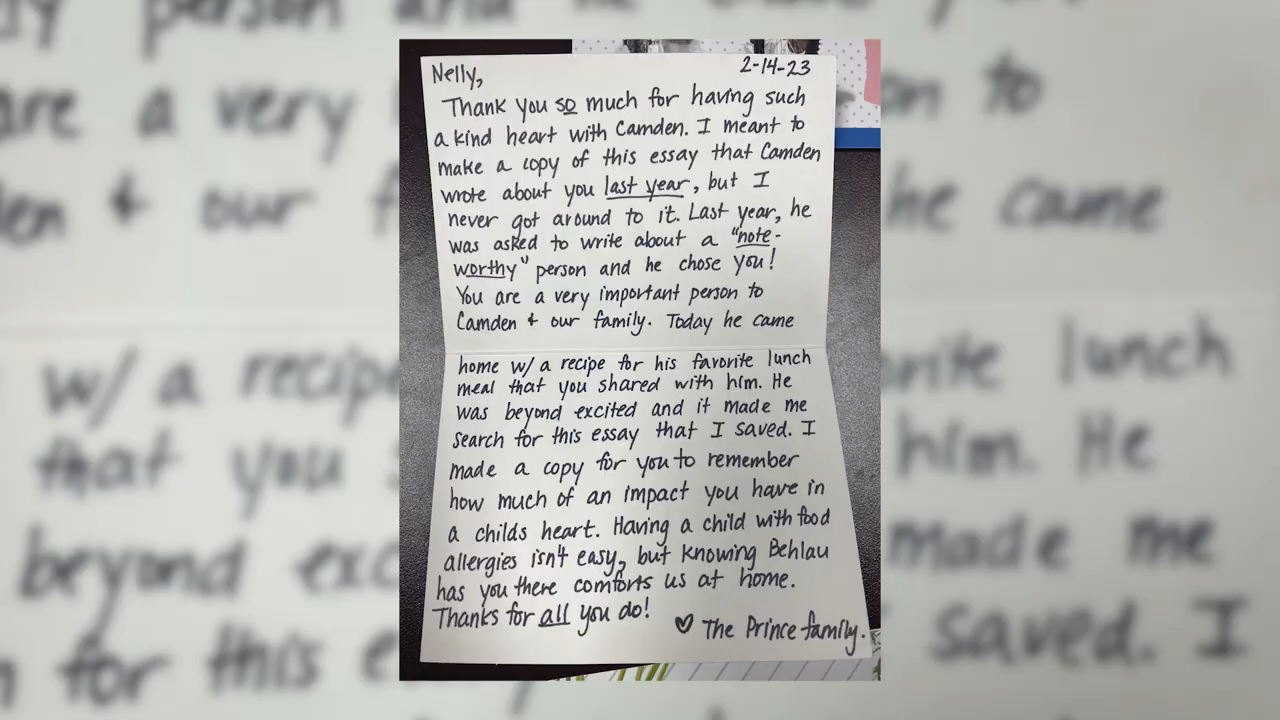 Nelly,
2-14-23
Thank you so much for having such
a kind heart with Camden. I meant to
make a copy of this essay that Camden
wrote about you last year, but I
never got around to it. Last year, he
was asked to write about a "note-
worthy" person and he chose you!
You are a very important person to
Camden + our family. Today he came
home w/ a recipe for his favorite lunch
meal that you shared with him. He
was beyond excited and it made me
search for this essay that I saved. I
made a copy for you to remember
how much of an impact you have in
a childs heart. Having a child with food
allergies isn't easy, but knowing Behlau
has you there comforts us at home.
Thanks for all you do!
♡ The Prince family.